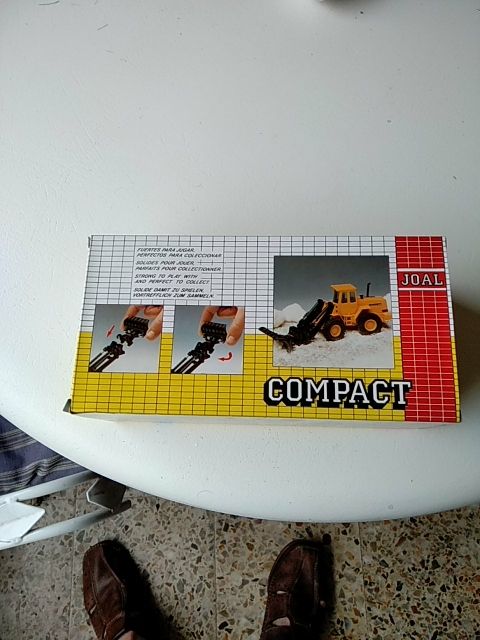 FUERTES PARA JUGAR,
PERFECTOS PARA COLECCIONAR
SOLIDES POUR JOUER,
PARFAITS POUR COLLECTIONNER
STRONG TO PLAY WITH
AND PERFECT TO COLLECT
SOLIDE DAMIT ZU SPIELEN,
VORTREFFLICH ZUM SAMMELN.
JOAL
COMPACT